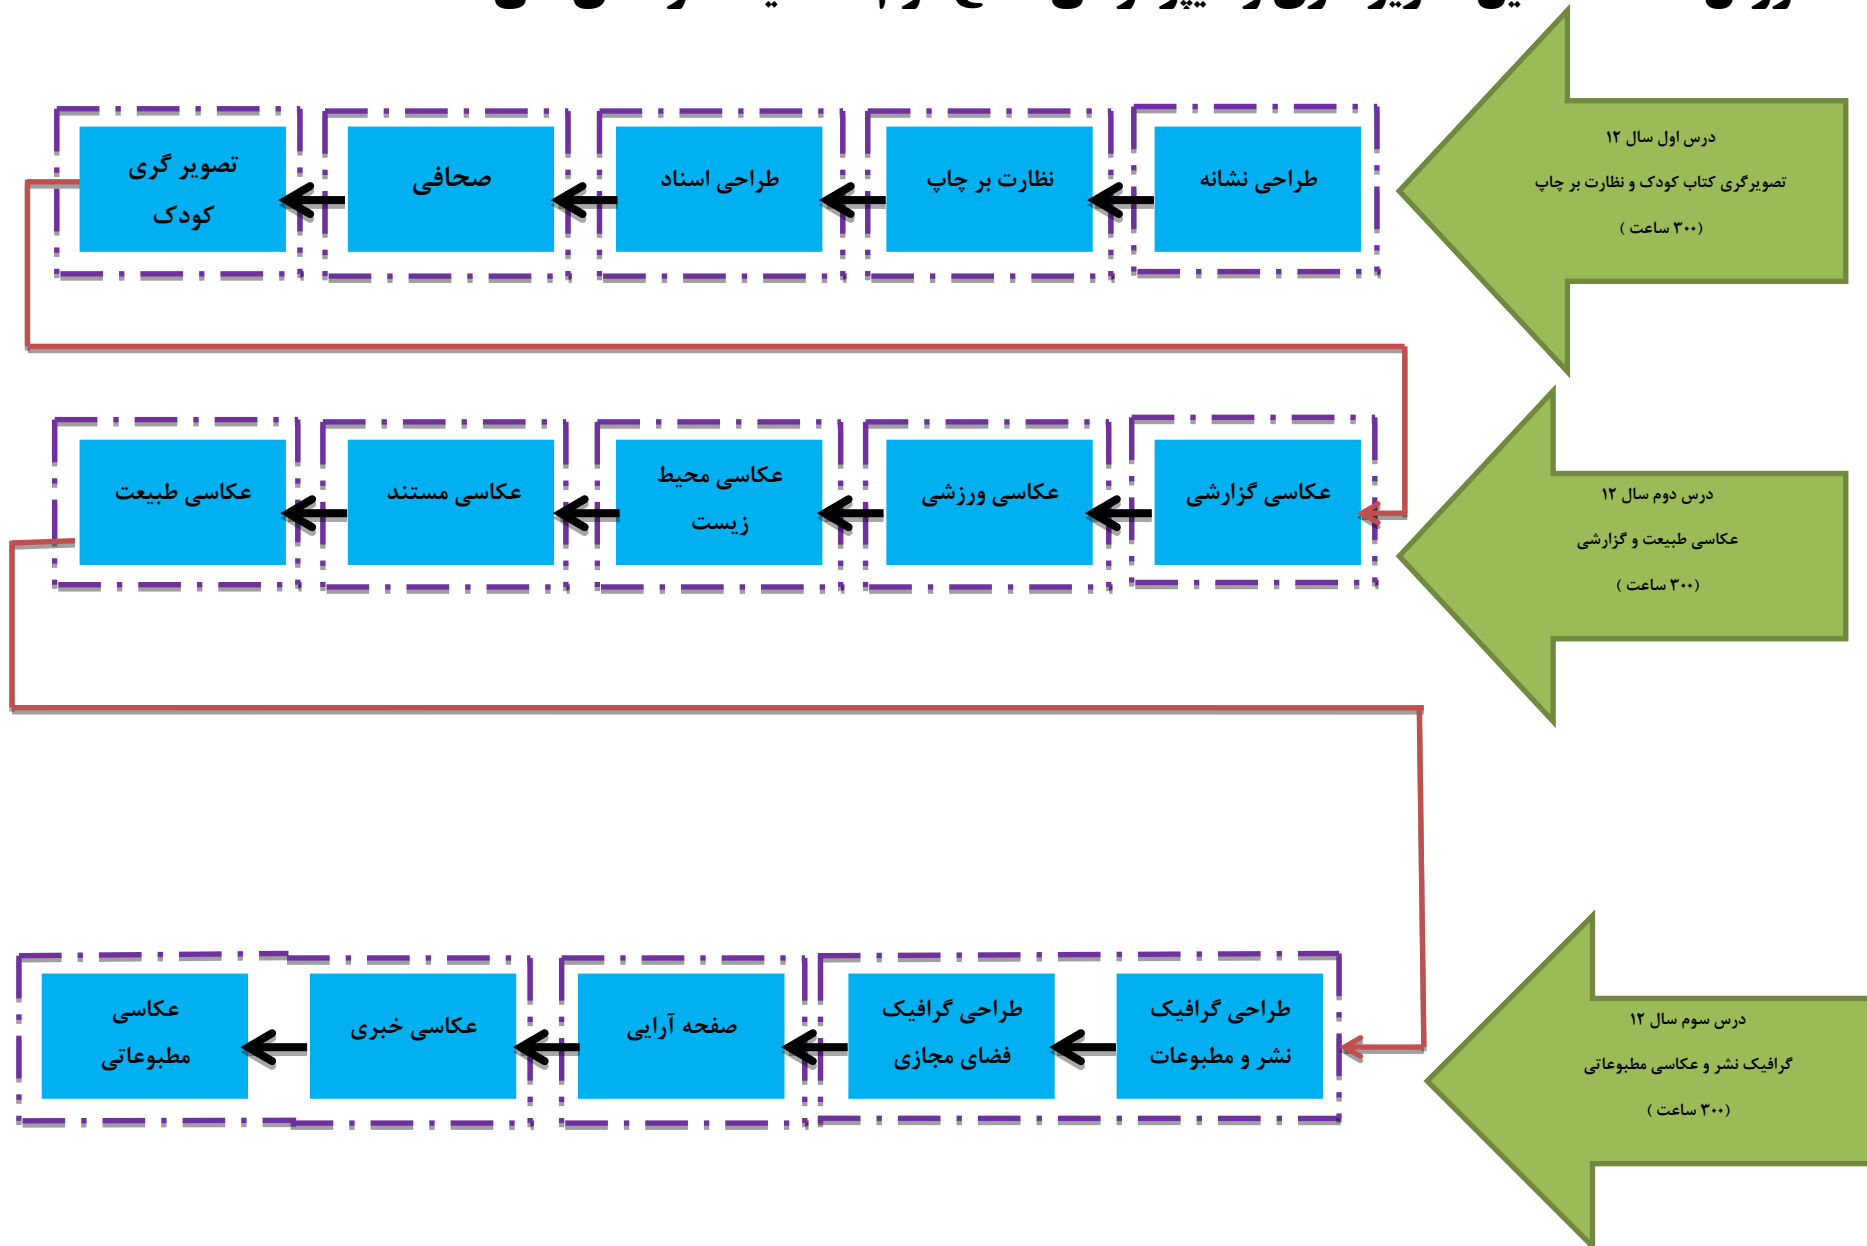 درس اول سال ۱۲
تصویرگری کتاب کودک و نظارت بر چاپ
(۳۰۰ ساعت )
طراحی نشانه
نظارت بر چاپ
طراحی اسناد
صحافی
تصویر گری
کودک
درس دوم سال ۱۲
عکاسی طبیعت و گزارشی
(۳۰۰ ساعت )
عکاسی گزارشی
عکاسی ورزشی
عکاسی محیط
زیست
عکاسی مستند
عکاسی طبیعت
درس سوم سال ۱۲
گرافیک نشر و عکاسی مطبوعاتی
(۳۰۰ ساعت )
طراحی گرافیک
نشر و مطبوعات
طراحی گرافیک
فضای مجازی
صفحه آرایی
عکاسی خبری
عکاسی
مطبوعاتی